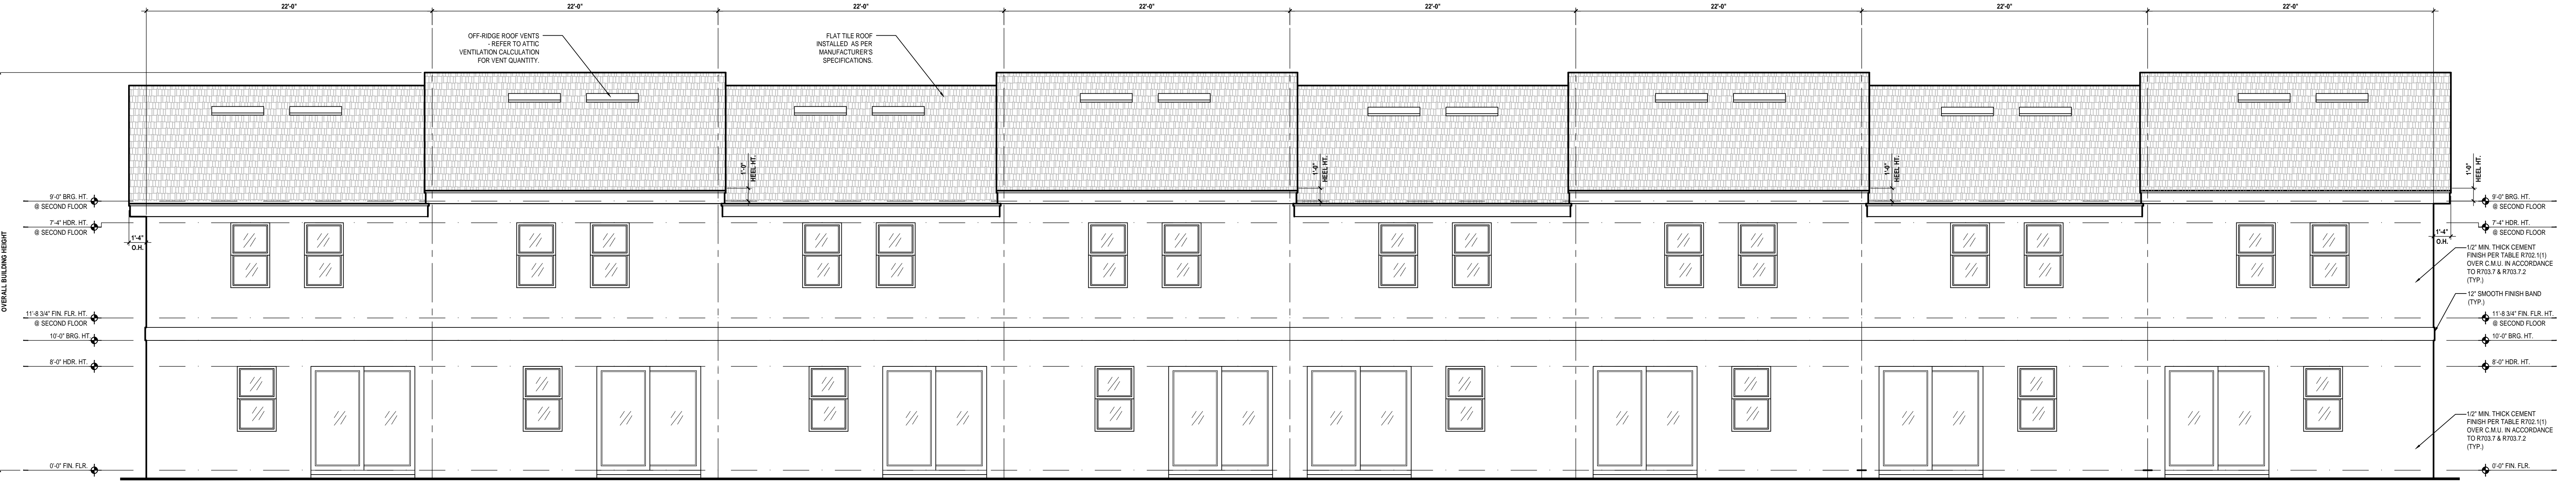 22'-0" 22'-0" 22'-0" 22'-0" 22'-0" 22'-0" 22'-0" 22'-0"
OFF-RIDGE ROOF VENTS
- REFER TO ATTIC
VENTILATION CALCULATION
FOR VENT QUANTITY.
FLAT TILE ROOF
INSTALLED AS PER
MANUFACTURER'S
SPECIFICATIONS.
1'-0"
HEEL HT.
1'-0"
HEEL HT.
1'-0"
HEEL HT.
1'-0"
HEEL HT.
OVERALL BUILDING HEIGHT
9'-0" BRG. HT.
@ SECOND FLOOR
7'-4" HDR. HT.
@ SECOND FLOOR
1'-4"
O.H.
11'-8 3/4" FIN. FLR. HT.
@ SECOND FLOOR
10'-0" BRG. HT.
8'-0" HDR. HT.
0'-0" FIN. FLR.
9'-0" BRG. HT.
@ SECOND FLOOR
7'-4" HDR. HT.
@ SECOND FLOOR
1'-4"
O.H.
1/2" MIN. THICK CEMENT
FINISH PER TABLE R702.1(1)
OVER C.M.U. IN ACCORDANCE
TO R703.7 & R703.7.2
(TYP.)
12" SMOOTH FINISH BAND
(TYP.)
11'-8 3/4" FIN. FLR. HT.
@ SECOND FLOOR
10'-0" BRG. HT.
8'-0" HDR. HT.
1/2" MIN. THICK CEMENT
FINISH PER TABLE R702.1(1)
OVER C.M.U. IN ACCORDANCE
TO R703.7 & R703.7.2
(TYP.)
0'-0" FIN. FLR.